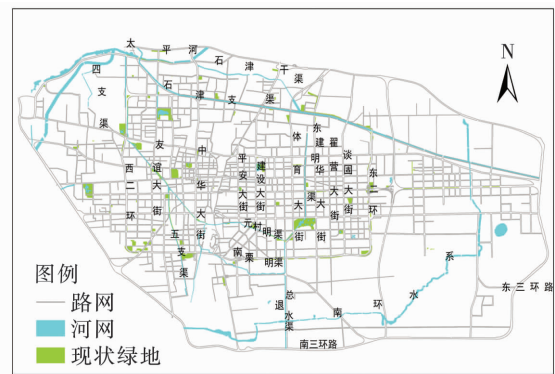 太平河
石津干渠
四支渠
石津支渠
N
友谊大街
中华大街
平安大街
建设大街
体育大街
东明渠
建华大街
翟营大街
谈固大街
东二环
西二环
五支渠
元村明渠
南栗明渠
总退水渠
南环水系
东三环路
南三环路
图例
路网
河网
现状绿地